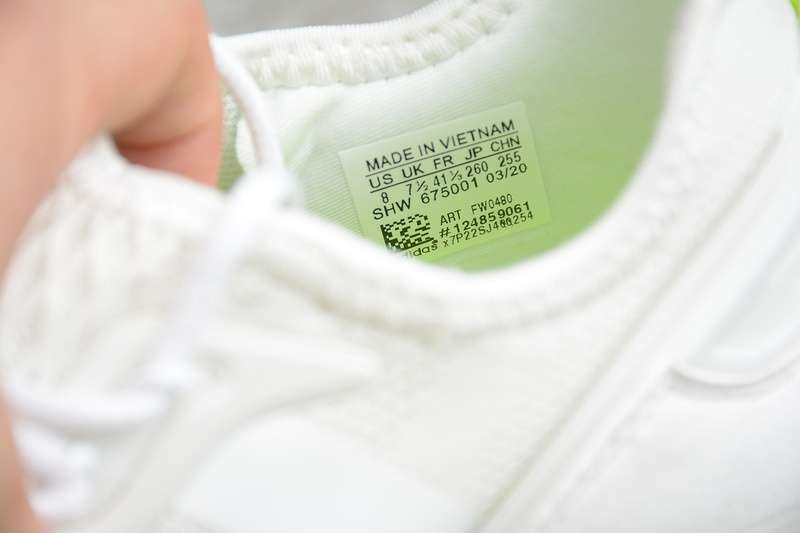 MADE IN VIETNAM
US UK FR JP CHN
8 7½ 41⅓ 260 255
SHW 675001 03/20
ART FW0480
#124859061
adidas x7P22SJ400254